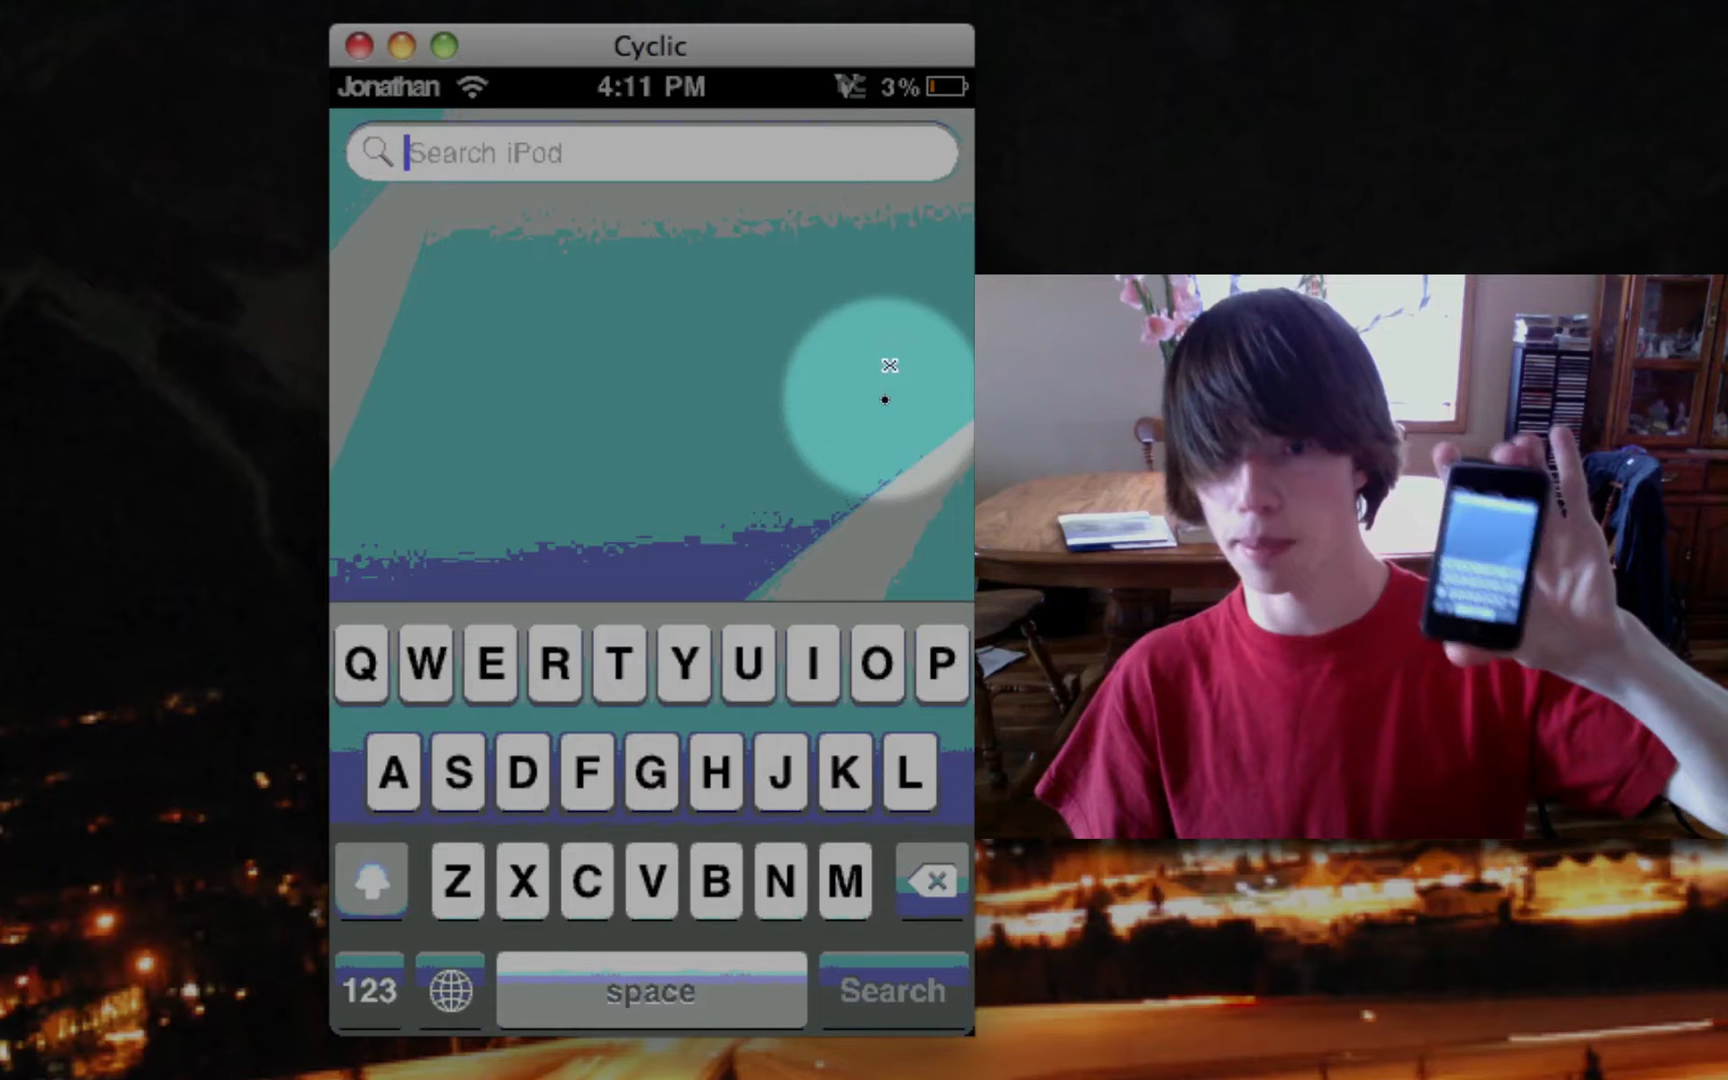 Cyclic
Jonathan 4:11 PM 3%
Search iPod
Q W E R T Y U I O P
A S D F G H J K L
Z X C V B N M
123 space Search